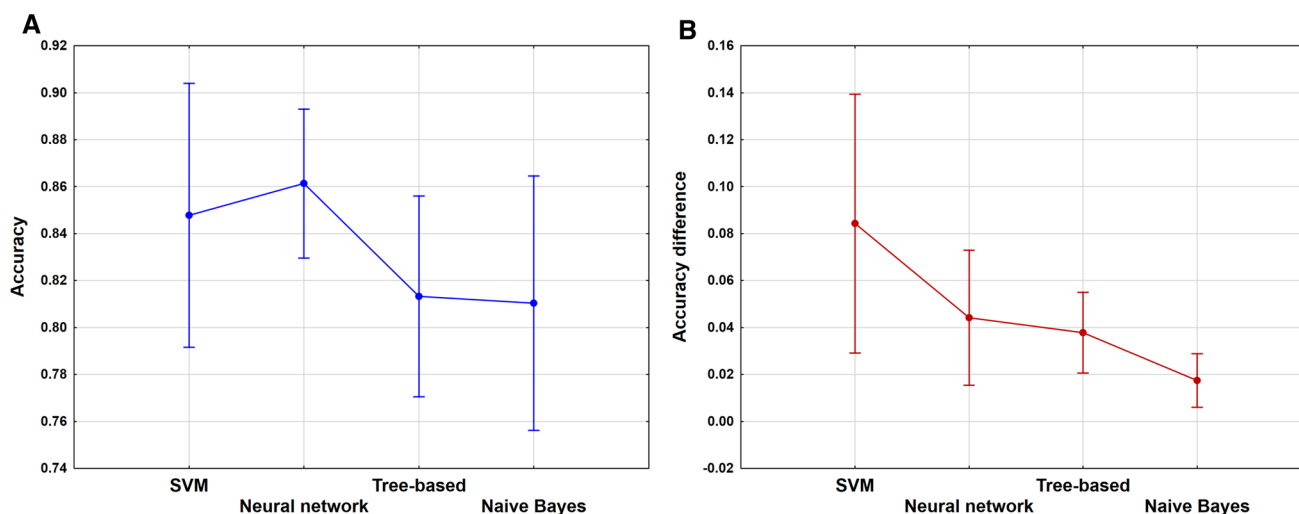 A
0.92
0.90
0.88
0.86
0.84
0.82
0.80
0.78
0.76
0.74
Accuracy
SVM
Neural network
Tree-based
Naive Bayes
B
0.16
0.14
0.12
0.10
0.08
0.06
0.04
0.02
0.00
-0.02
Accuracy difference
SVM
Neural network
Tree-based
Naive Bayes